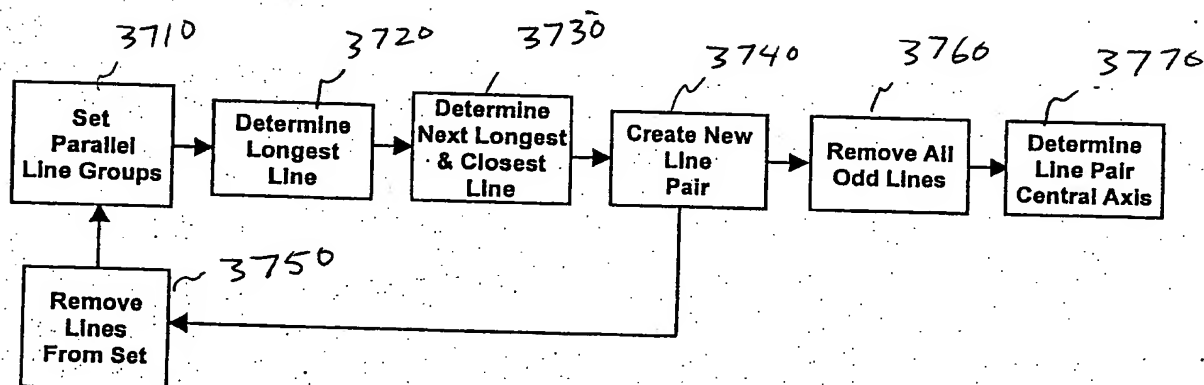 3710
3720
3730
3740
3760
3770
Set
Parallel
Line Groups
Determine
Longest
Line
Determine
Next Longest
& Closest
Line
Create New
Line
Pair
Remove All
Odd Lines
Determine
Line Pair
Central Axis
3750
Remove
Lines
From Set